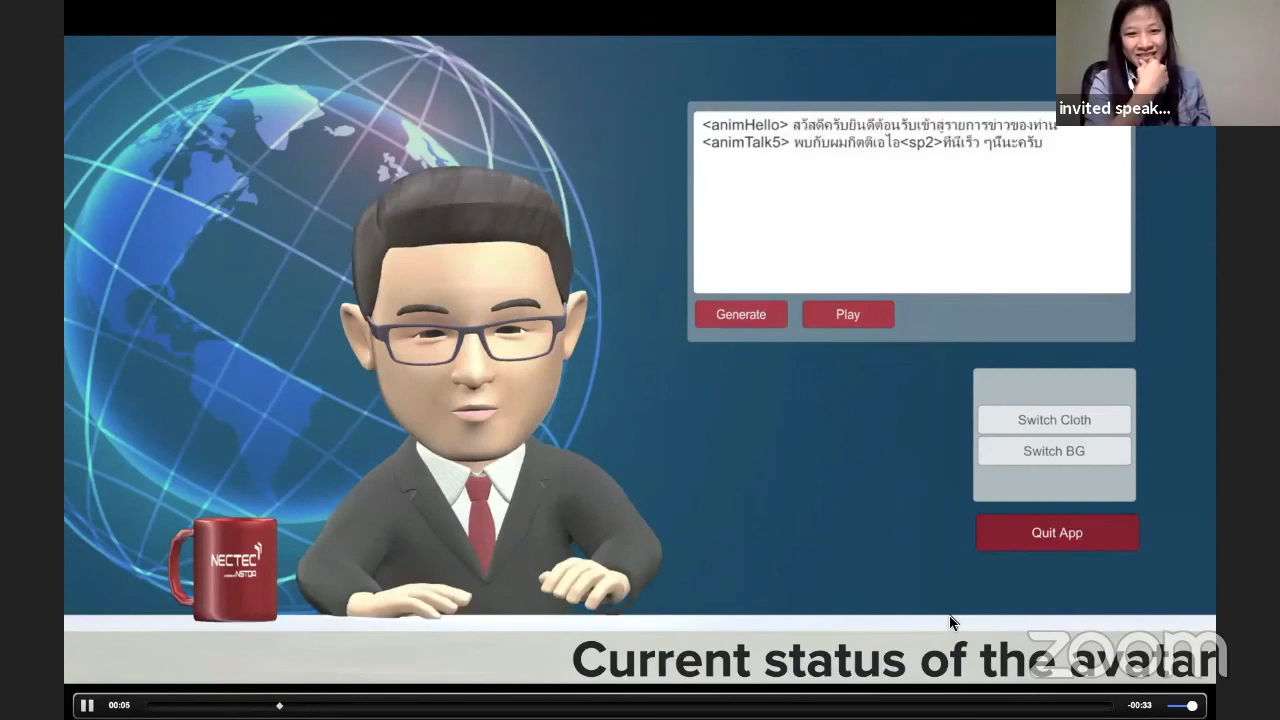 invited speak...
<animHello> สวัสดีครับยินดีต้อนรับเข้าสู่รายการข่าวของท่าน
<animTalk5> พบกับผมกิตติเอไอ<sp2>ที่นี่เร็ว ๆนี้นะครับ
Generate
Play
Switch Cloth
Switch BG
Quit App
NECTEC
NSTDA
Current status of the avatar
zoom
00:05
-00:33